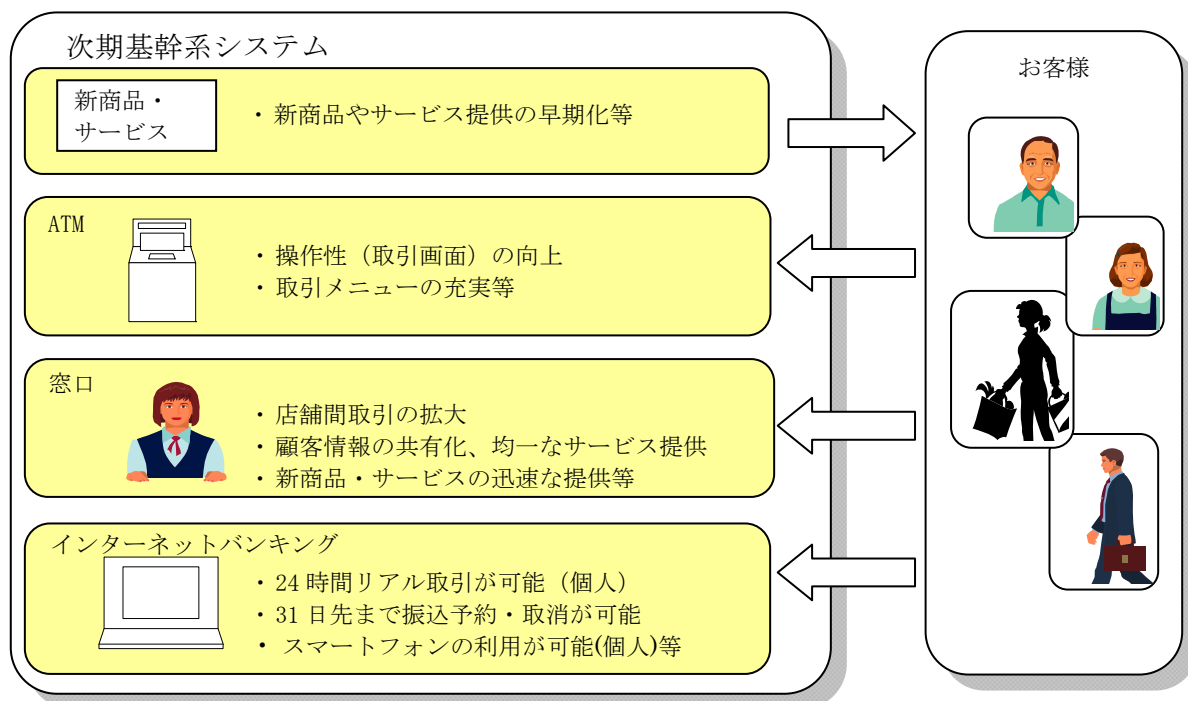 次期基幹系システム
新商品・
サービス
・新商品やサービス提供の早期化等
ATM
・操作性（取引画面）の向上
・取引メニューの充実等
窓口
・店舗間取引の拡大
・顧客情報の共有化、均一なサービス提供
・新商品・サービスの迅速な提供等
インターネットバンキング
・24 時間リアル取引が可能（個人）
・31 日先まで振込予約・取消が可能
・ スマートフォンの利用が可能(個人)等
お客様